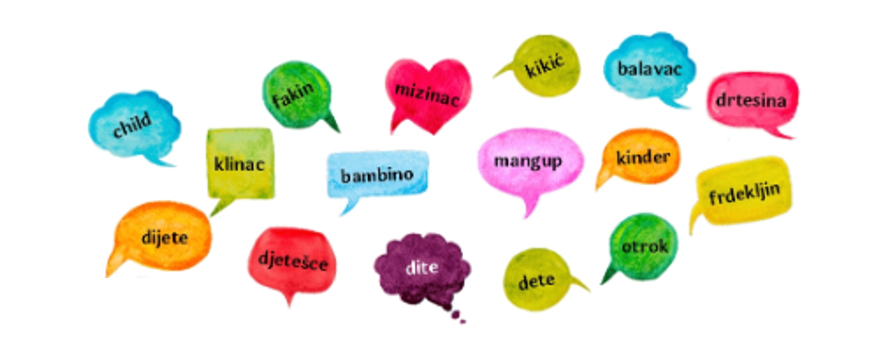 kikić
balavac
fakin
mizinac
drtesina
child
klinac
bambino
mangup
kinder
frdekljin
dijete
djetešce
dite
dete
otrok